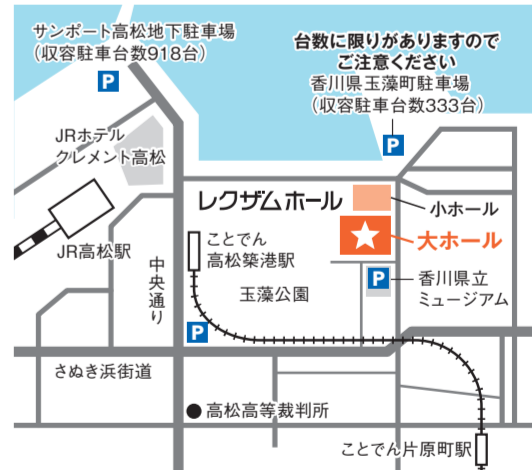 サンポート高松地下駐車場
（収容駐車台数918台）
P
台数に限りがありますので
ご注意ください
香川県玉藻町駐車場
（収容駐車台数333台）
P
JRホテル
クレメント高松
レクザムホール
小ホール
大ホール
JR高松駅
ことでん
高松築港駅
中央通り
玉藻公園
P
香川県立
ミュージアム
P
さぬき浜街道
高松高等裁判所
ことでん片原町駅